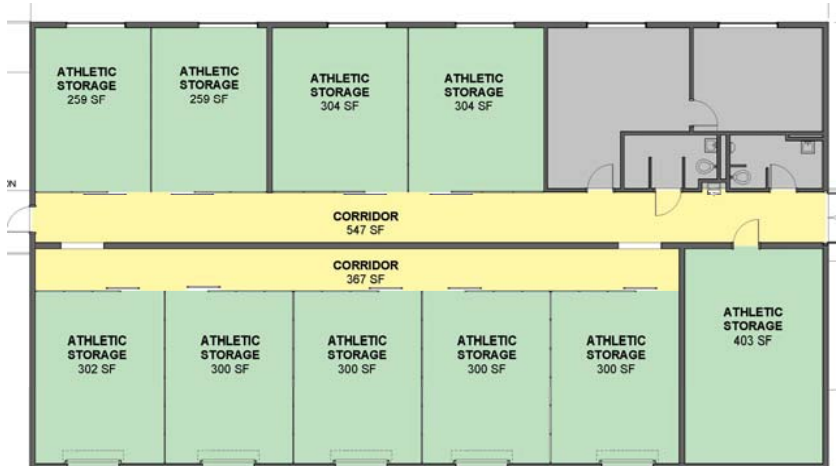 ATHLETIC
STORAGE
259 SF
ATHLETIC
STORAGE
259 SF
ATHLETIC
STORAGE
304 SF
ATHLETIC
STORAGE
304 SF
ON
CORRIDOR
547 SF
CORRIDOR
367 SF
ATHLETIC
STORAGE
302 SF
ATHLETIC
STORAGE
300 SF
ATHLETIC
STORAGE
300 SF
ATHLETIC
STORAGE
300 SF
ATHLETIC
STORAGE
300 SF
ATHLETIC
STORAGE
403 SF